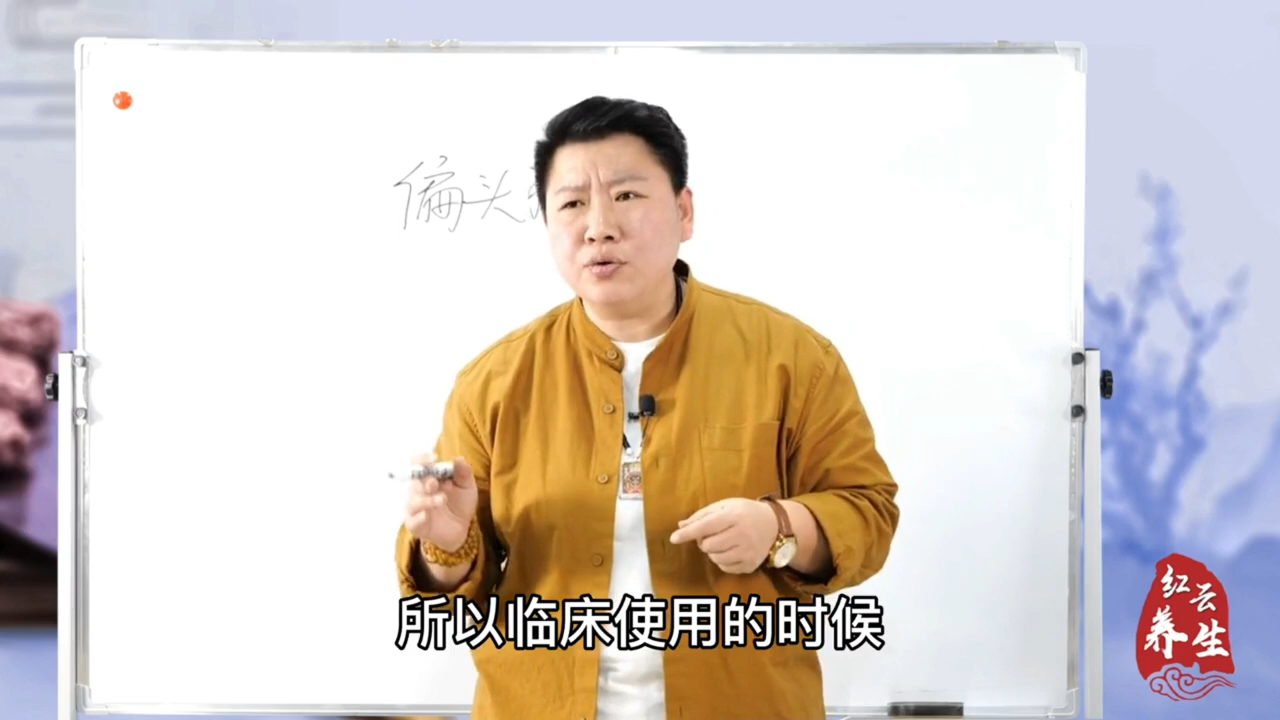 偏头
所以临床使用的时候
红云
养生